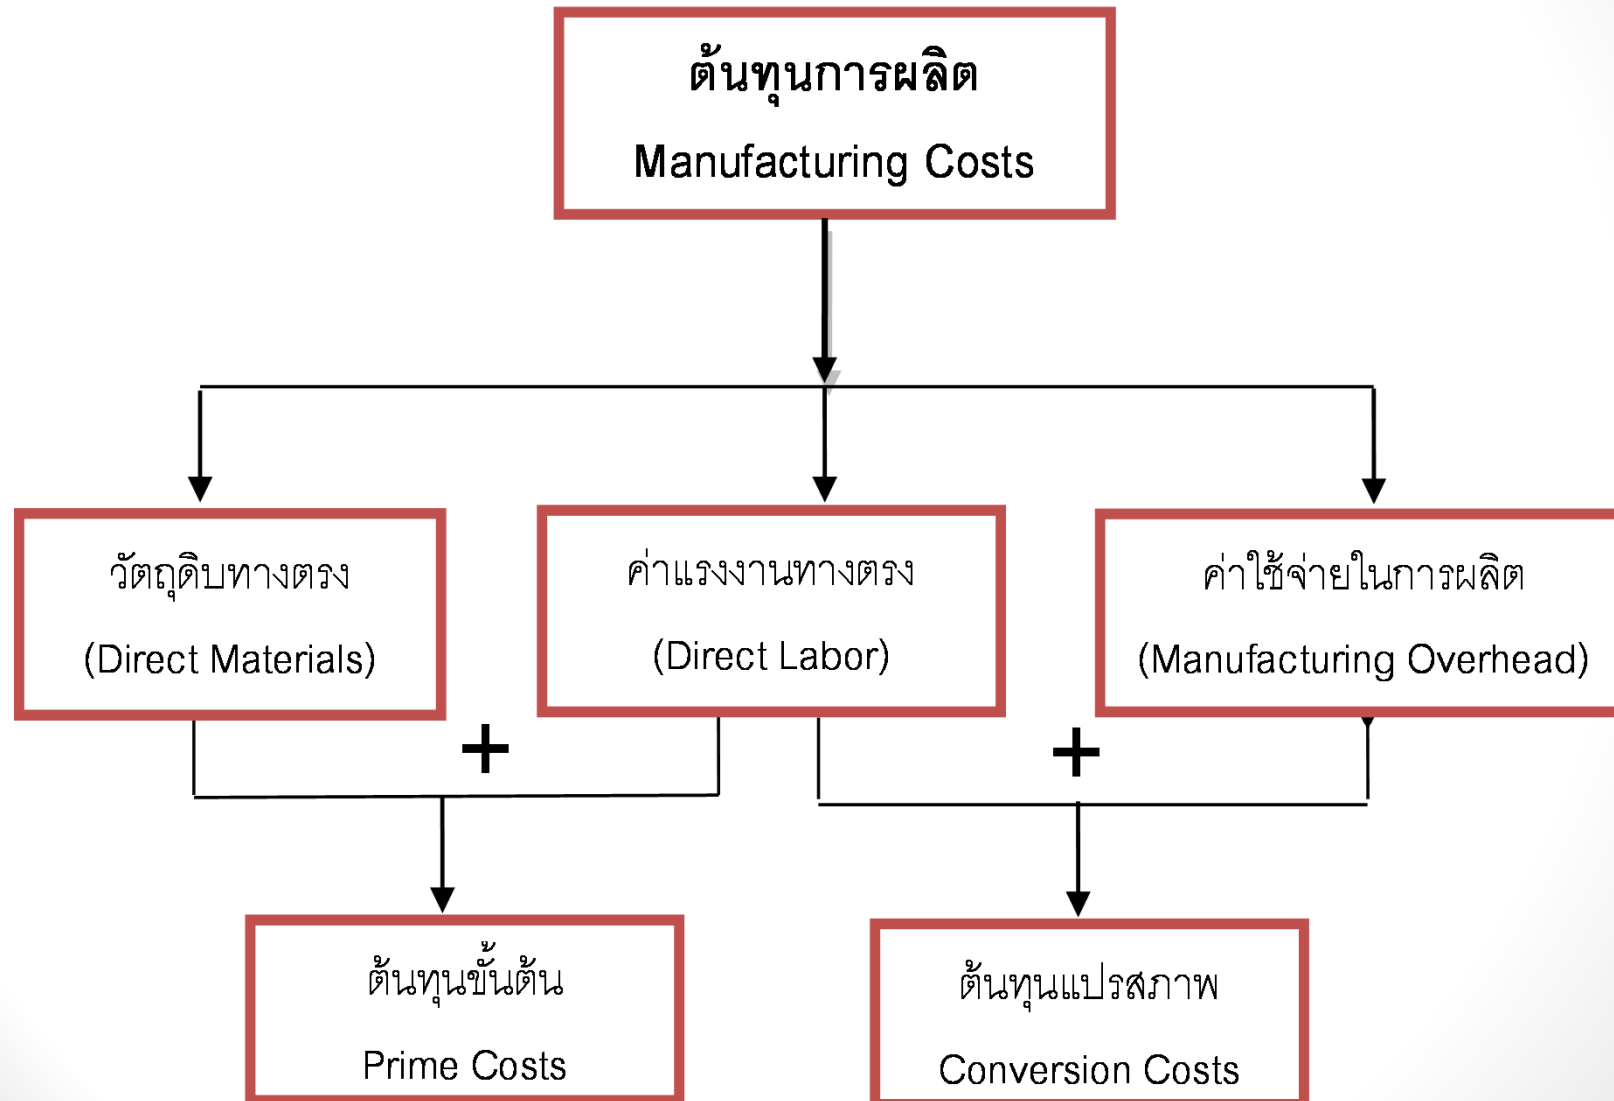 ต้นทุนการผลิต
Manufacturing Costs
วัตถุดิบทางตรง
(Direct Materials)
ค่าแรงงานทางตรง
(Direct Labor)
ค่าใช้จ่ายในการผลิต
(Manufacturing Overhead)
+
+
ต้นทุนขั้นต้น
Prime Costs
ต้นทุนแปรสภาพ
Conversion Costs